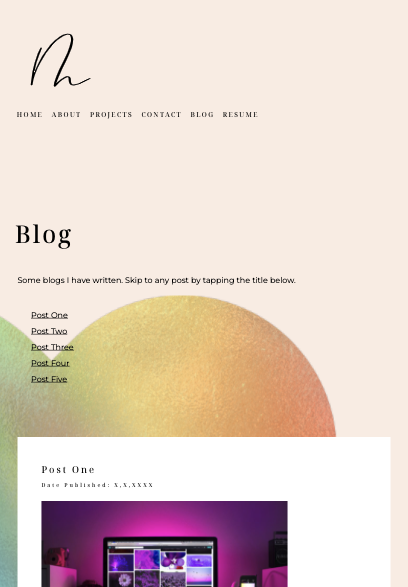 HOME ABOUT PROJECTS CONTACT BLOG RESUME
Blog
Some blogs I have written. Skip to any post by tapping the title below.
Post One
Post Two
Post Three
Post Four
Post Five
Post One
Date Published: X,X,XXXX